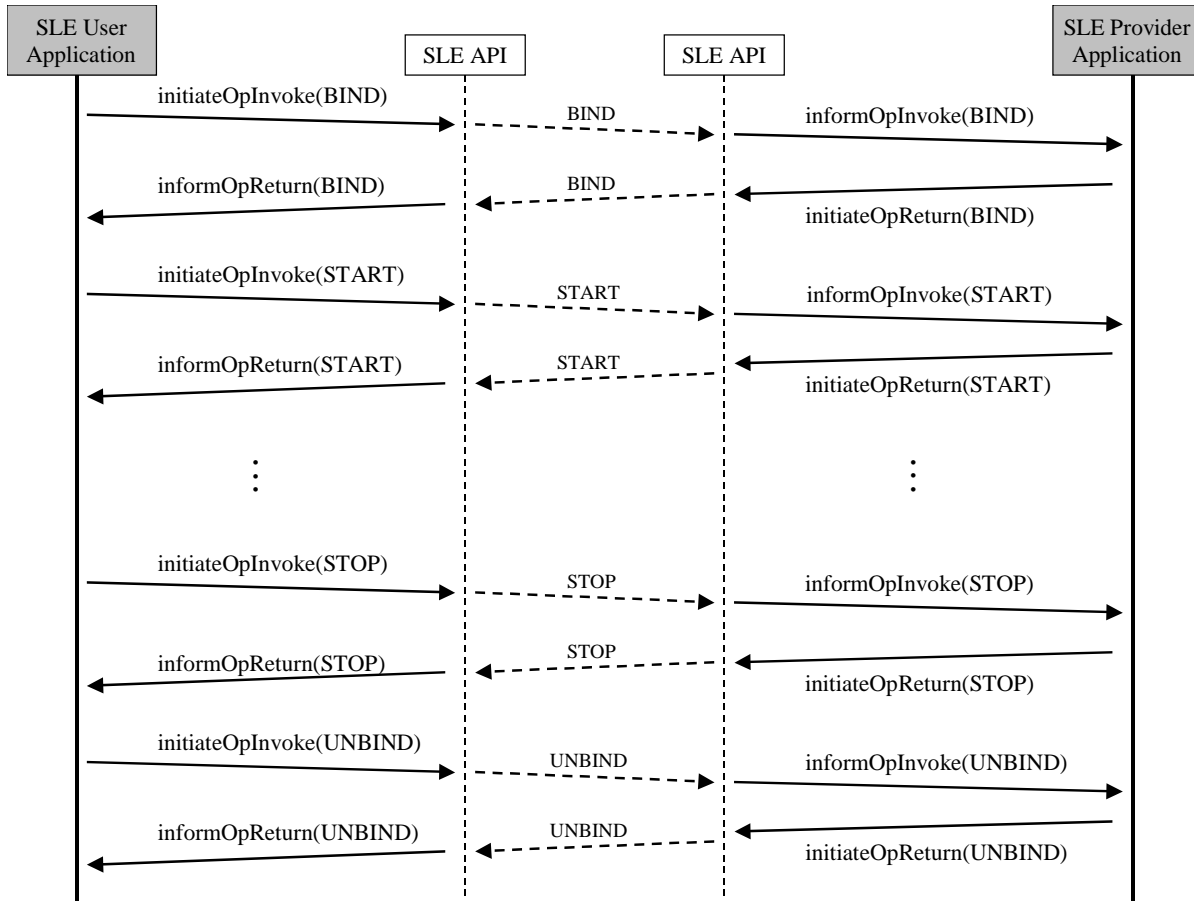 SLE User
Application
SLE API
SLE API
SLE Provider
Application
initiateOpInvoke(BIND)
BIND
informOpInvoke(BIND)
informOpReturn(BIND)
BIND
initiateOpReturn(BIND)
initiateOpInvoke(START)
START
informOpInvoke(START)
informOpReturn(START)
START
initiateOpReturn(START)
initiateOpInvoke(STOP)
STOP
informOpInvoke(STOP)
informOpReturn(STOP)
STOP
initiateOpReturn(STOP)
initiateOpInvoke(UNBIND)
UNBIND
informOpInvoke(UNBIND)
informOpReturn(UNBIND)
UNBIND
initiateOpReturn(UNBIND)